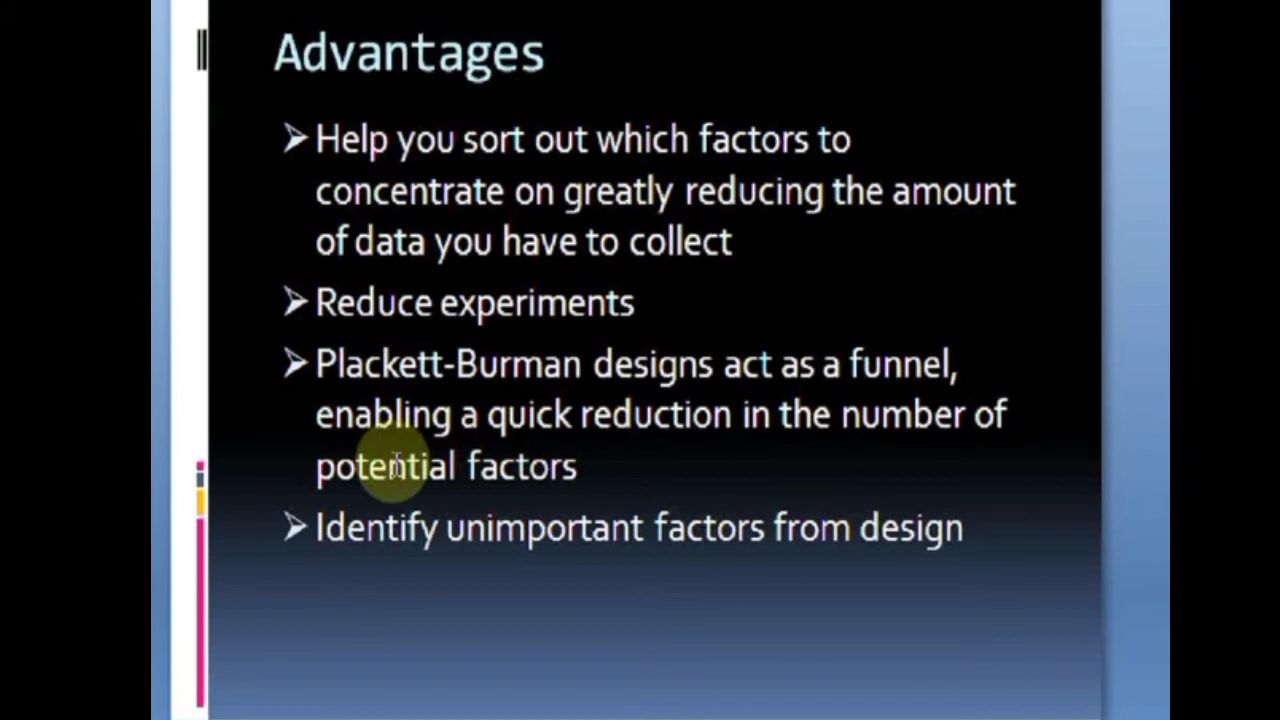 Advantages
➢ Help you sort out which factors to
concentrate on greatly reducing the amount
of data you have to collect
➢ Reduce experiments
➢ Plackett-Burman designs act as a funnel,
enabling a quick reduction in the number of
potential factors
➢ Identify unimportant factors from design